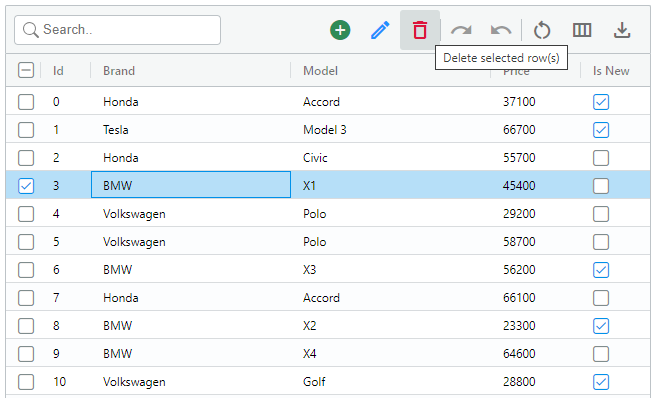 Search..
Delete selected row(s)
Id Brand Model Price Is New
0 Honda Accord 37100
1 Tesla Model 3 66700
2 Honda Civic 55700
3 BMW X1 45400
4 Volkswagen Polo 29200
5 Volkswagen Polo 58700
6 BMW X3 56200
7 Honda Accord 66100
8 BMW X2 23300
9 BMW X4 64600
10 Volkswagen Golf 28800